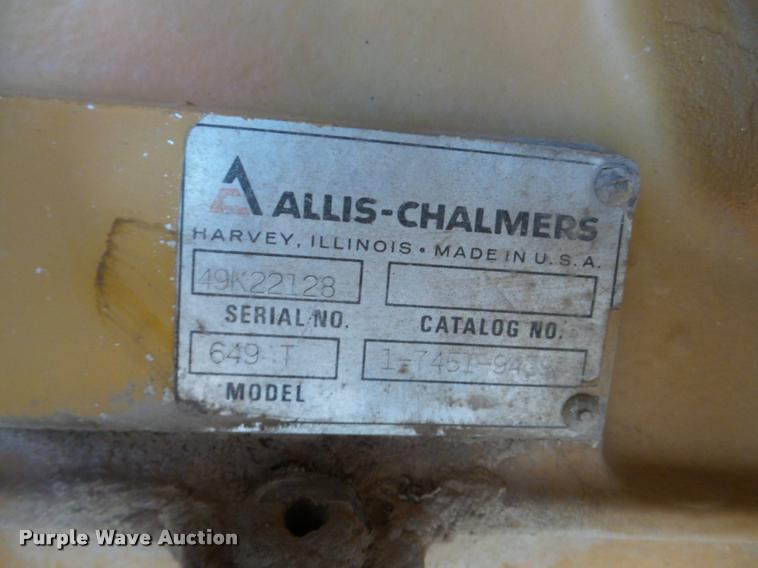 ALLIS-CHALMERS
HARVEY, ILLINOIS • MADE IN U.S.A.
49K22128
SERIAL NO. CATALOG NO.
649 T
MODEL
Purple Wave Auction